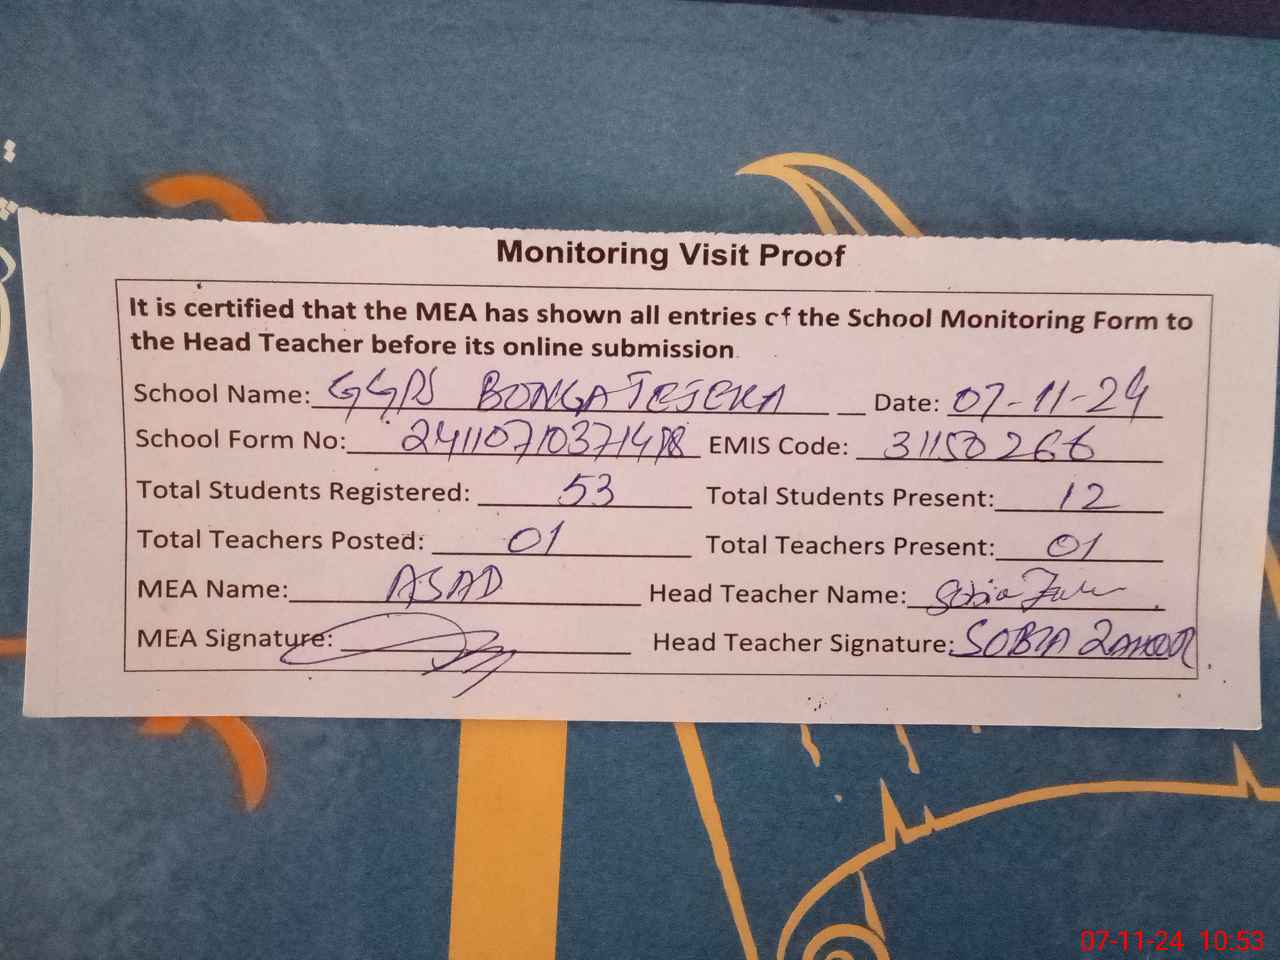 Monitoring Visit Proof
It is certified that the MEA has shown all entries of the School Monitoring Form to
the Head Teacher before its online submission.
School Name: GGPS BONGA TEJEKA Date: 07-11-24
School Form No: EMIS Code: 31150266
Total Students Registered: 53 Total Students Present: 12
Total Teachers Posted: 01 Total Teachers Present: 01
MEA Name: ASAD Head Teacher Name: Sobia
MEA Signature: Head Teacher Signature: SOBIA ZAHOOR
07-11-24 10:53